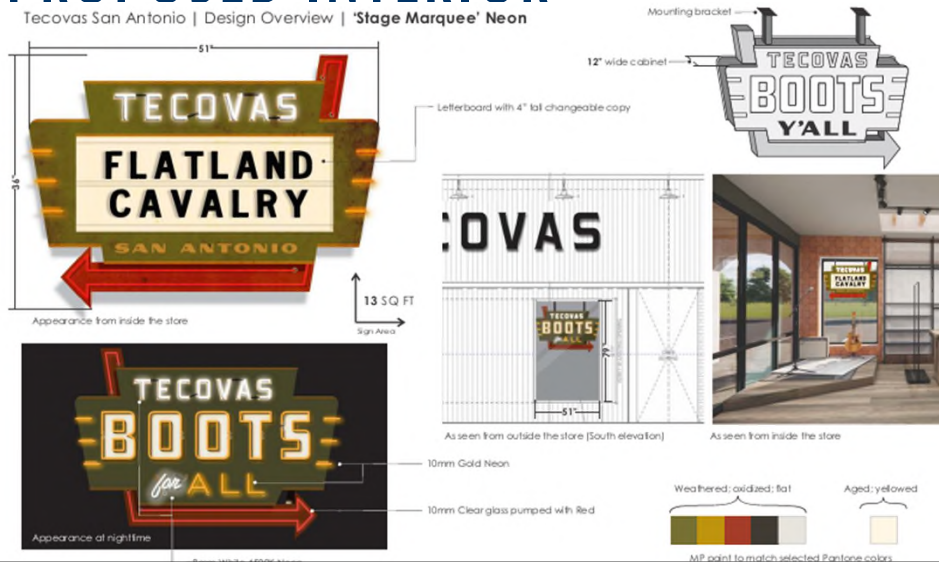 PROPOSED INTERIOR
Tecovas San Antonio | Design Overview | 'Stage Marquee' Neon
51"
36"
TECOVAS
FLATLAND
CAVALRY
SAN ANTONIO
Letterboard with 4" tall changeable copy
13 SQ FT
Sign Area
Appearance from inside the store
Mounting bracket
12" wide cabinet
TECOVAS
BOOTS
Y'ALL
COVAS
TECOVAS
BOOTS
ALL
79"
51"
As seen from outside the store (South elevation)
TECOVAS
FLATLAND
CAVALRY
As seen from inside the store
TECOVAS
BOOTS
for ALL
Appearance at nighttime
10mm Gold Neon
10mm Clear glass pumped with Red
Weathered; oxidized; flat
Aged; yellowed
MP paint to match selected Pantone colors